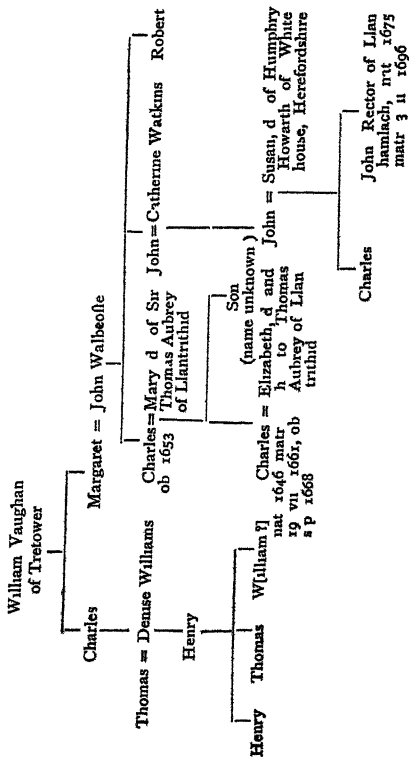 William Vaughan
of Tretower
Charles
Margaret = John Walbeoffe
Thomas = Denise Williams
Charles = Mary d of Sir
ob 1653 Thomas Aubrey
of Llantrithid
John = Catherine Watkins
Robert
Henry
Son
(name unknown)
Henry
Thomas
W[illiam ?]
Charles = Elizabeth, d and
nat 1646 matr h to Thomas
19 vii 1661, ob Aubrey of Llan
s p 1668 trithid
John = Susan, d of Humphry
Howarth of White
house, Herefordshire
Charles
John Rector of Llan
hamlach, nat 1675
matr 3 ii 1696